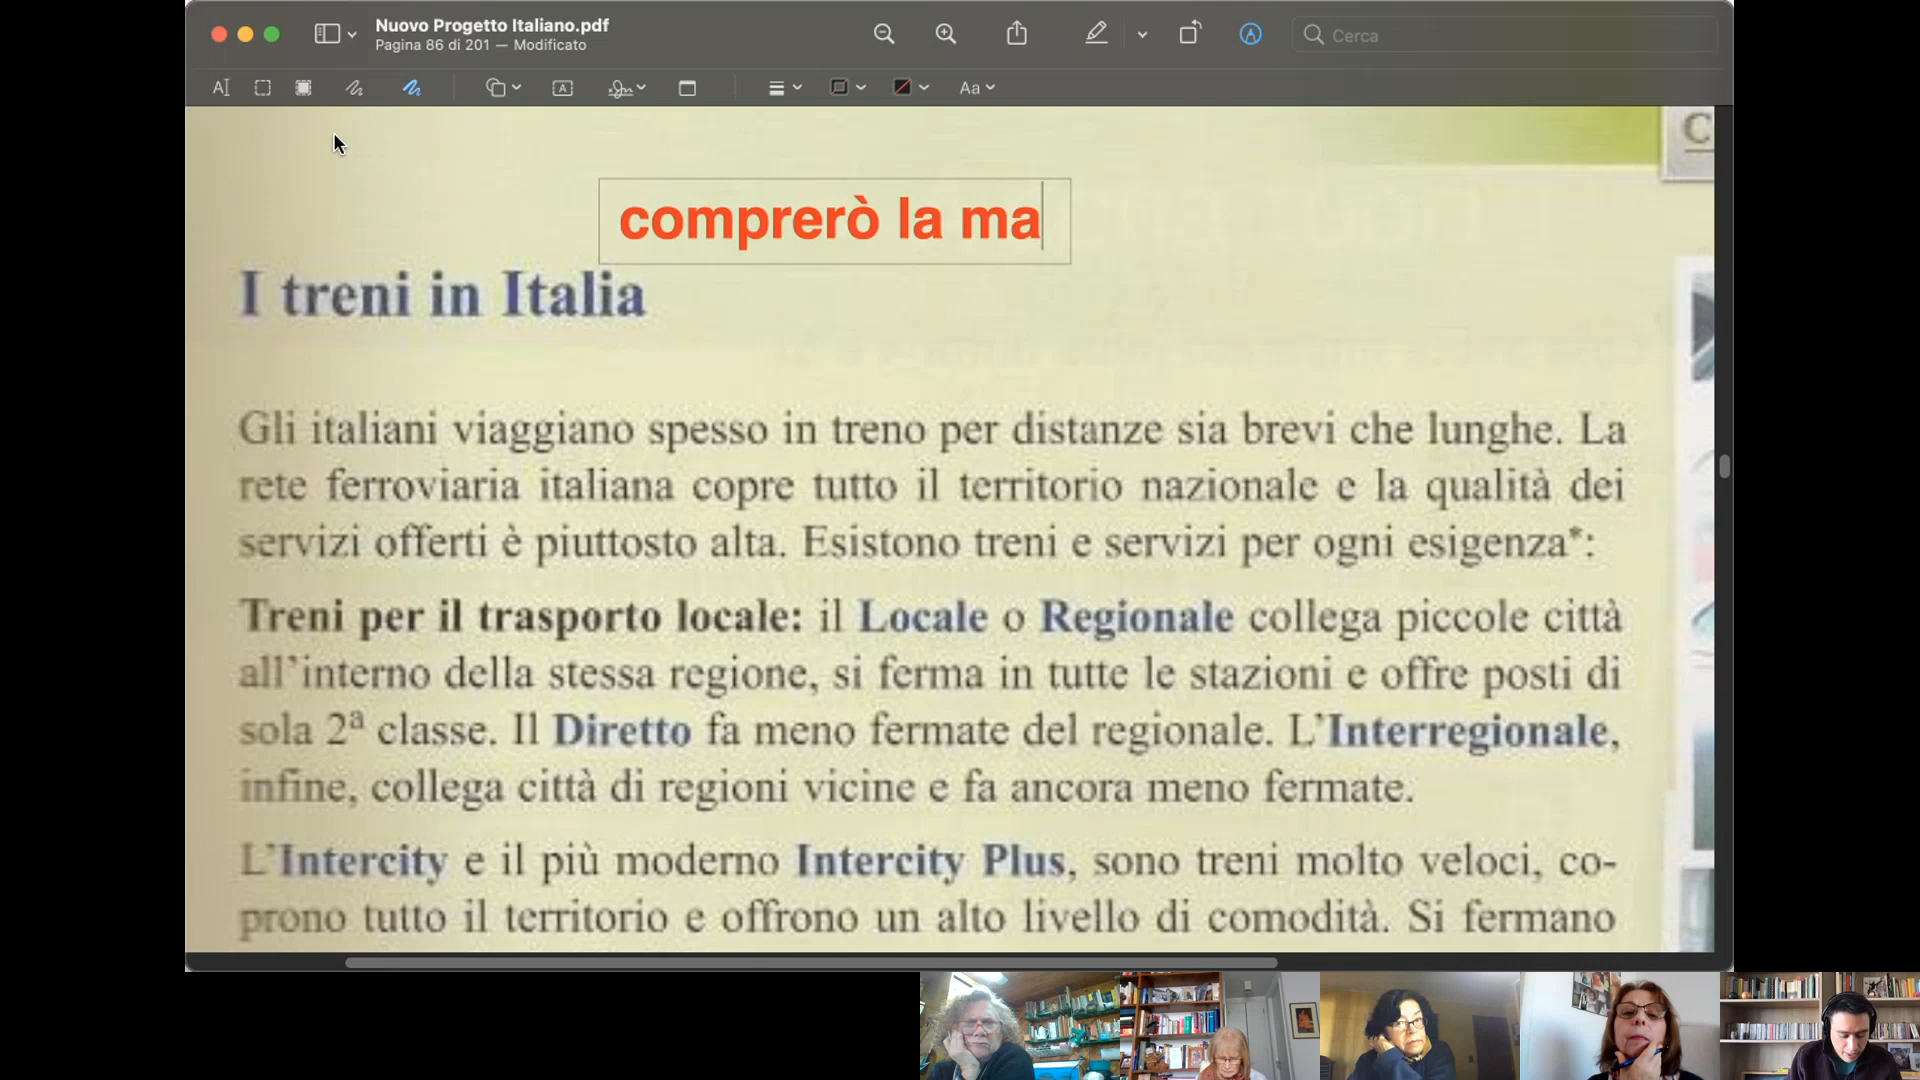 Nuovo Progetto Italiano.pdf
Pagina 86 di 201 — Modificato
Cerca
Aa
C
comprerò la ma
I treni in Italia
Gli italiani viaggiano spesso in treno per distanze sia brevi che lunghe. La
rete ferroviaria italiana copre tutto il territorio nazionale e la qualità dei
servizi offerti è piuttosto alta. Esistono treni e servizi per ogni esigenza*:
Treni per il trasporto locale: il Locale o Regionale collega piccole città
all'interno della stessa regione, si ferma in tutte le stazioni e offre posti di
sola 2ª classe. Il Diretto fa meno fermate del regionale. L'Interregionale,
infine, collega città di regioni vicine e fa ancora meno fermate.
L'Intercity e il più moderno Intercity Plus, sono treni molto veloci, co-
prono tutto il territorio e offrono un alto livello di comodità. Si fermano